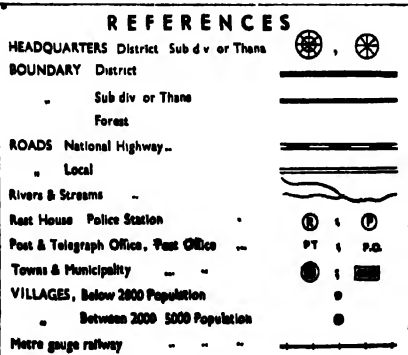 REFERENCES
HEADQUARTERS District Sub d v or Thana ,
BOUNDARY District
„ Sub div or Thana
Forest
ROADS National Highway..
„ Local
Rivers & Streams ..
Rest House Police Station R ; P
Post & Telegraph Office, Post Office PT ; P.O.
Towns & Municipality ;
VILLAGES, Below 2000 Population
„ Between 2000 5000 Population
Metre gauge railway